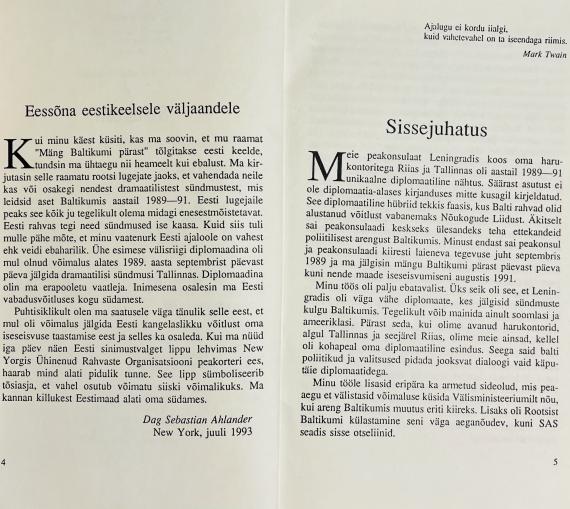 Eessõna eestikeelsele väljaandele
Kui minu käest küsiti, kas ma soovin, et mu raamat
"Mäng Baltikumi pärast" tõlgitakse eesti keelde,
tundsin ma ühtaegu nii heameelt kui ebalust. Ma kir-
jutasin selle raamatu rootsi lugejate jaoks, et vahendada neile
kas või osakegi nendest dramaatilistest sündmustest, mis
leidsid aset Baltikumis aastail 1989—91. Eesti lugejaile
peaks see kõik ju tegelikult olema midagi enesestmõistetavat.
Eesti rahvas tegi need sündmused ise kaasa. Kuid siis tuli
mulle pähe mõte, et minu vaatenurk Eesti ajaloole on vahest
ehk veidi ebaharilik. Ühe esimese välisriigi diplomaadina oli
mul olnud võimalus alates 1989. aasta septembrist päevast
päeva jälgida dramaatilisi sündmusi Tallinnas. Diplomaadina
olin ma erapooletu vaatleja. Inimesena osalesin ma Eesti
vabadusvõitluses kogu südamest.
Puhtisiklikult olen ma saatusele väga tänulik selle eest, et
mul oli võimalus jälgida Eesti kangelaslikku võitlust oma
iseseisvuse taastamise eest ja selles ka osaleda. Kui ma nüüd
iga päev näen Eesti sinimustvalget lippu lehvimas New
Yorgis Ühinenud Rahvaste Organisatsiooni peakorteri ees,
haarab mind alati pidulik tunne. See lipp sümboliseerib
tõsiasja, et vahel osutub võimatu siiski võimalikuks. Ma
kannan killukest Eestimaad alati oma südames.
Dag Sebastian Ahlander
New York, juuli 1993
4
Ajalugu ei kordu iialgi,
kuid vahetevahel on ta iseendaga riimis.
Mark Twain
Sissejuhatus
Meie peakonsulaat Leningradis koos oma haru-
kontoritega Riias ja Tallinnas oli aastail 1989—91
unikaalne diplomaatiline nähtus. Säärast asutust ei
ole diplomaatia-alases kirjanduses mitte kusagil kirjeldatud.
See diplomaatiline hübriid tekkis faasis, kus Balti rahvad olid
alustanud võitlust vabanemaks Nõukogude Liidust. Äkitselt
sai peakonsulaadi keskseks ülesandeks teha ettekandeid
poliitilisest arengust Baltikumis. Minust endast sai peakonsul
ja peakonsulaadi kiiresti laieneva tegevuse juht septembris
1989 ja ma jälgisin mängu Baltikumi pärast päevast päeva
kuni nende maade iseseisvumiseni augustis 1991.
Minu töös oli palju ebatavalist. Üks seik oli see, et Lenin-
gradis oli väga vähe diplomaate, kes jälgisid sündmuste
kulgu Baltikumis. Tegelikult võib mainida ainult soomlasi ja
ameeriklasi. Pärast seda, kui olime avanud harukontorid,
algul Tallinnas ja seejärel Riias, olime meie ainsad, kellel
oli kohapeal oma diplomaatiline esindus. Seega said balti
poliitikud ja valitsused pidada jooksvat dialoogi vaid käpu-
täie diplomaatidega.
Minu tööle lisasid eripära ka armetud sideolud, mis pea-
aegu et välistasid võimaluse küsida Välisministeeriumilt nõu,
kui areng Baltikumis muutus eriti kiireks. Lisaks oli Rootsist
Baltikumi külastamine seni väga aeganõudev, kuni SAS
seadis sisse otseliinid.
5